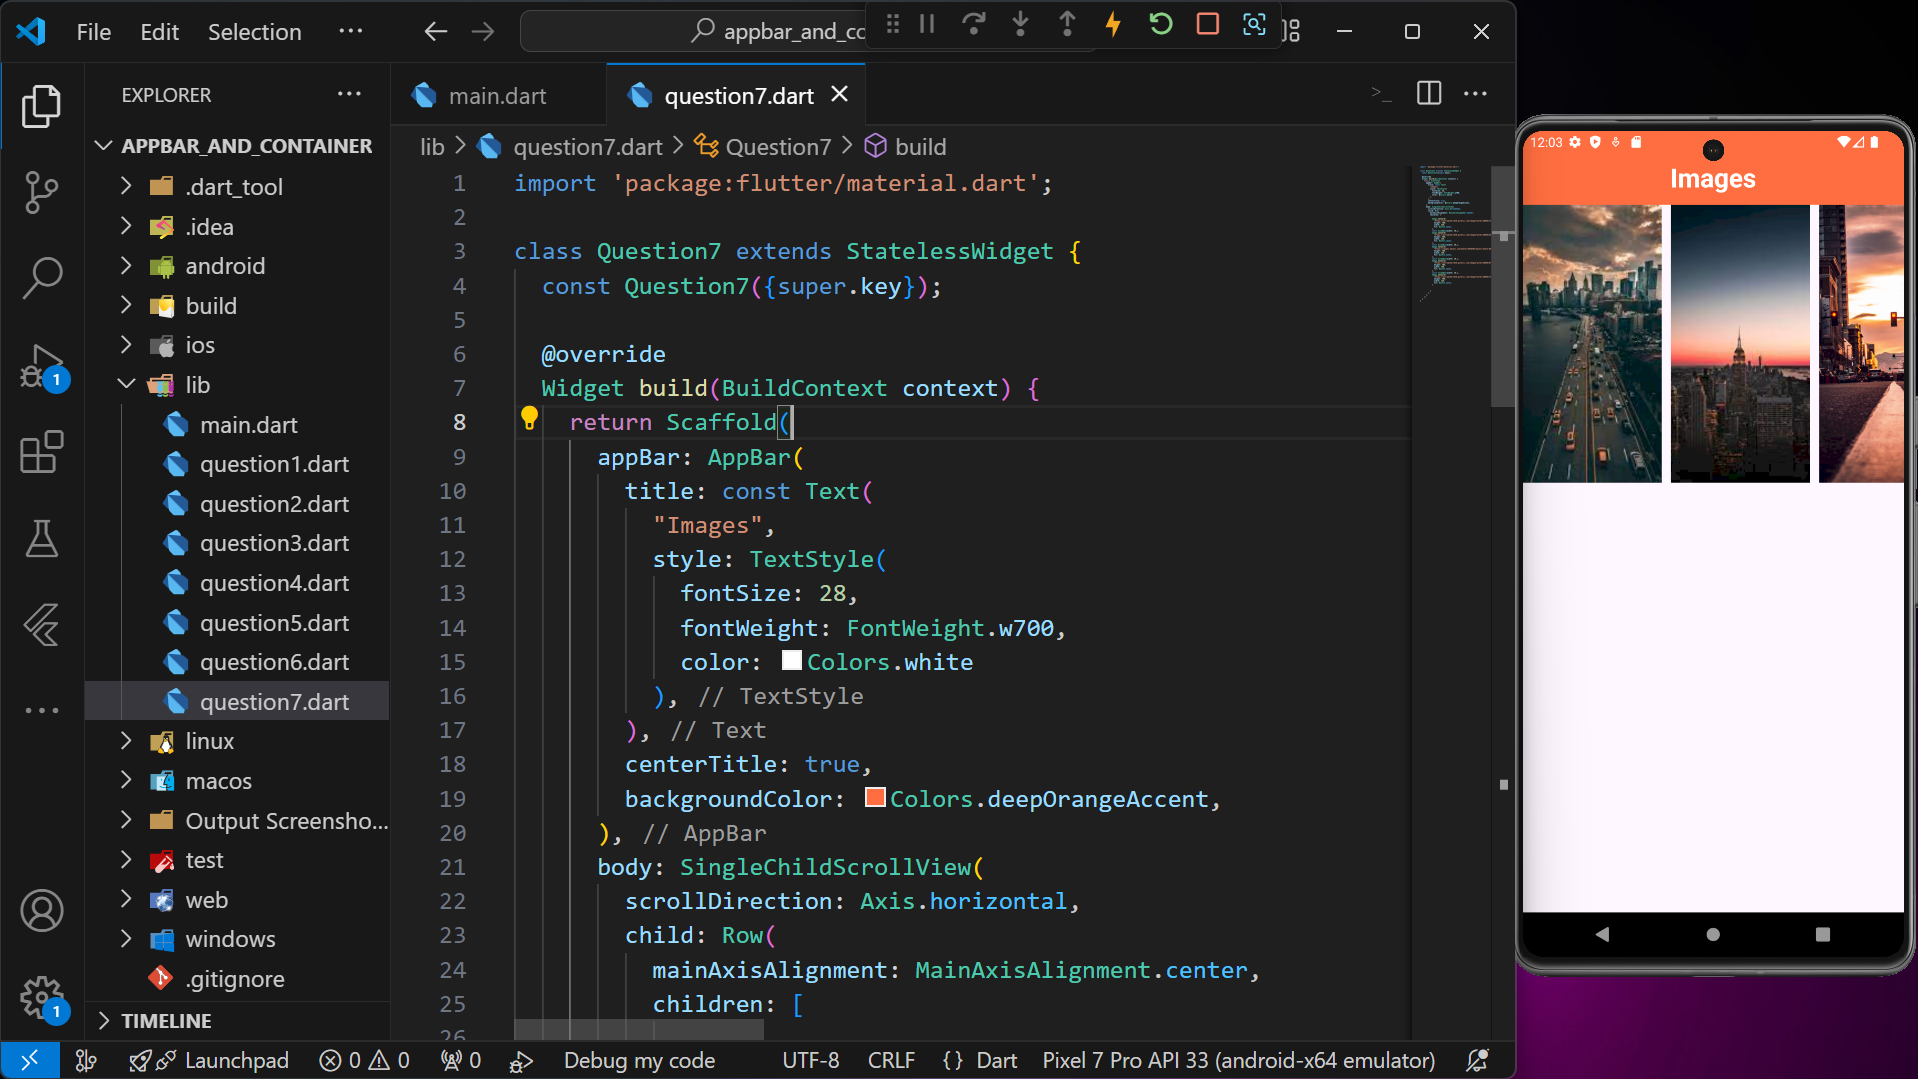 File Edit Selection ···
appbar_and_co
EXPLORER ···
APPBAR_AND_CONTAINER
.dart_tool
.idea
android
build
ios
lib
main.dart
question1.dart
question2.dart
question3.dart
question4.dart
question5.dart
question6.dart
question7.dart
linux
macos
Output Screensho...
test
web
windows
.gitignore
TIMELINE
1
1
main.dart
question7.dart
lib > question7.dart > Question7 > build
1 import 'package:flutter/material.dart';
2
3 class Question7 extends StatelessWidget {
4 const Question7({super.key});
5
6 @override
7 Widget build(BuildContext context) {
8 return Scaffold(
9 appBar: AppBar(
10 title: const Text(
11 "Images",
12 style: TextStyle(
13 fontSize: 28,
14 fontWeight: FontWeight.w700,
15 color: Colors.white
16 ), // TextStyle
17 ), // Text
18 centerTitle: true,
19 backgroundColor: Colors.deepOrangeAccent,
20 ), // AppBar
21 body: SingleChildScrollView(
22 scrollDirection: Axis.horizontal,
23 child: Row(
24 mainAxisAlignment: MainAxisAlignment.center,
25 children: [
26
Launchpad 0 0 0 Debug my code UTF-8 CRLF {} Dart Pixel 7 Pro API 33 (android-x64 emulator)
12:03
Images